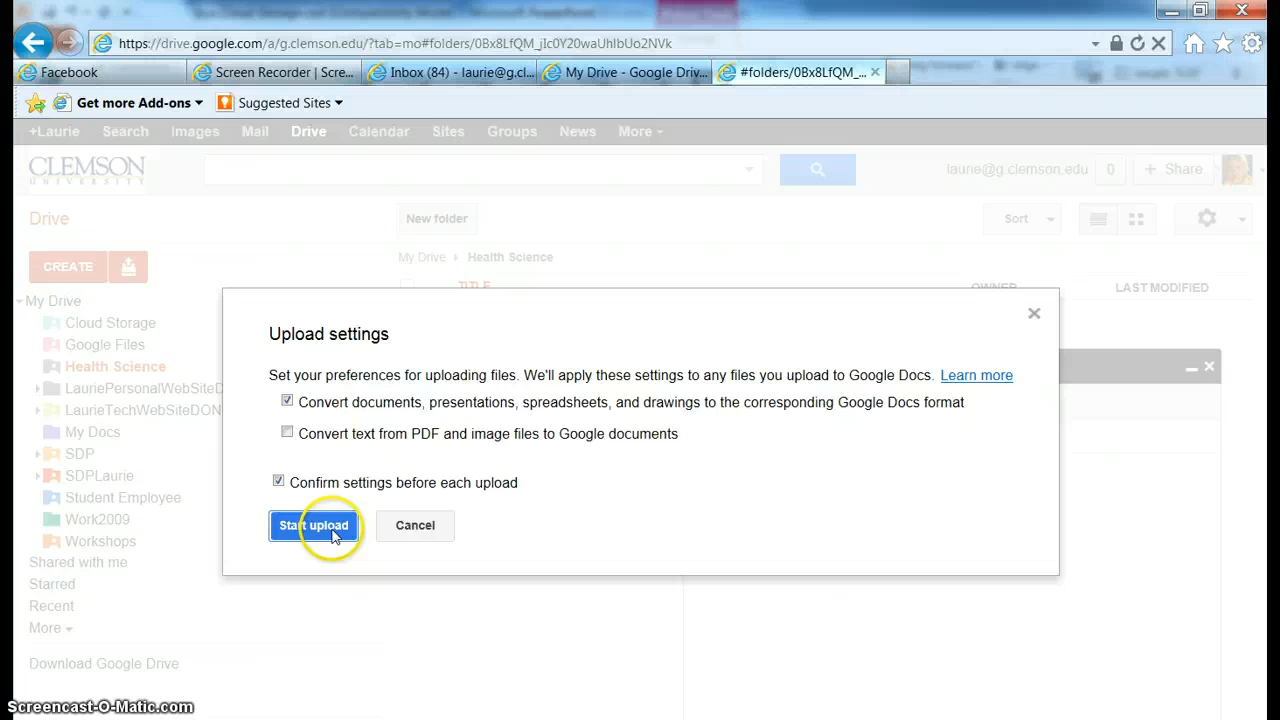 https://drive.google.com/a/g.clemson.edu/?tab=mo#folders/0Bx8LfQM_jIc0Y20waUhIbUo2NVk
Facebook
Screen Recorder | Scre...
Inbox (84) - laurie@g.cl...
My Drive - Google Driv...
#folders/0Bx8LfQM_...
Get more Add-ons
Suggested Sites
+Laurie Search Images Mail Drive Calendar Sites Groups News More
CLEMSON
UNIVERSITY
laurie@g.clemson.edu 0 + Share
Drive
New folder
Sort
CREATE
My Drive Health Science
TITLE OWNER LAST MODIFIED
My Drive
Cloud Storage
Google Files
Health Science
LauriePersonalWebSiteD
LaurieTechWebSiteDON
My Docs
SDP
SDPLaurie
Student Employee
Work2009
Workshops
Shared with me
Starred
Recent
More
Download Google Drive
Upload settings
Set your preferences for uploading files. We'll apply these settings to any files you upload to Google Docs. Learn more
Convert documents, presentations, spreadsheets, and drawings to the corresponding Google Docs format
Convert text from PDF and image files to Google documents
Confirm settings before each upload
Start upload
Cancel
Screencast-O-Matic.com